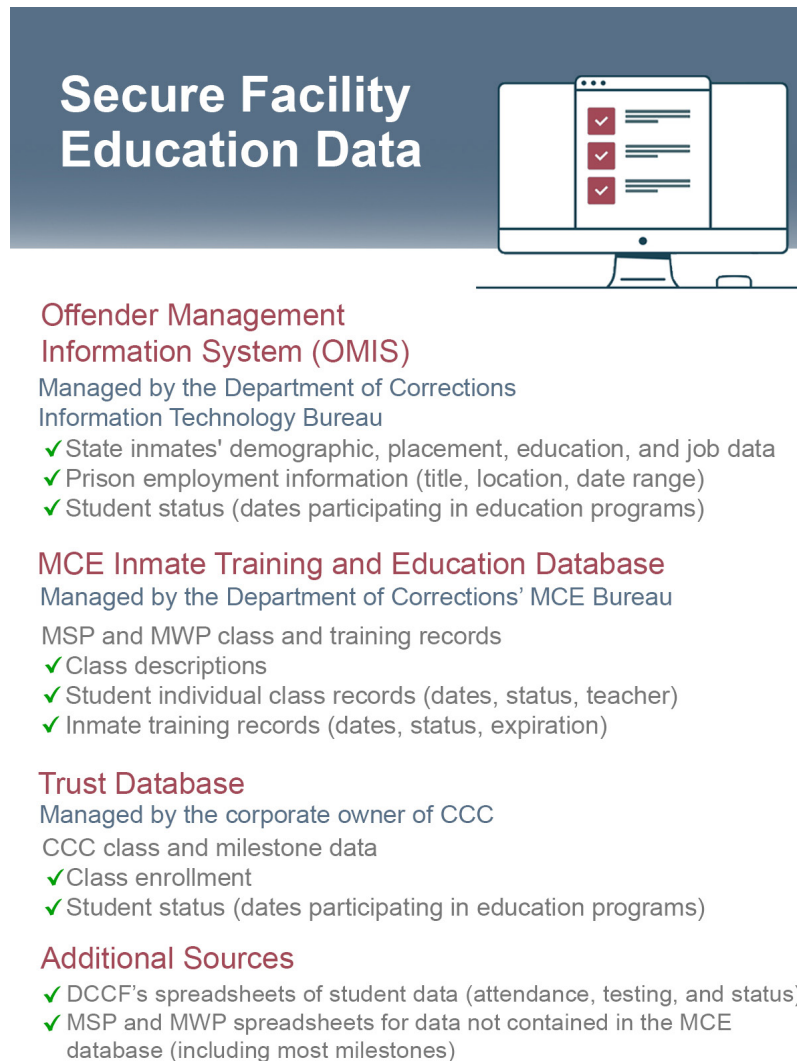 Secure Facility
Education Data
Offender Management
Information System (OMIS)
Managed by the Department of Corrections
Information Technology Bureau
✓ State inmates' demographic, placement, education, and job data
✓ Prison employment information (title, location, date range)
✓ Student status (dates participating in education programs)
MCE Inmate Training and Education Database
Managed by the Department of Corrections’ MCE Bureau
MSP and MWP class and training records
✓ Class descriptions
✓ Student individual class records (dates, status, teacher)
✓ Inmate training records (dates, status, expiration)
Trust Database
Managed by the corporate owner of CCC
CCC class and milestone data
✓ Class enrollment
✓ Student status (dates participating in education programs)
Additional Sources
✓ DCCF’s spreadsheets of student data (attendance, testing, and status)
✓ MSP and MWP spreadsheets for data not contained in the MCE
database (including most milestones)